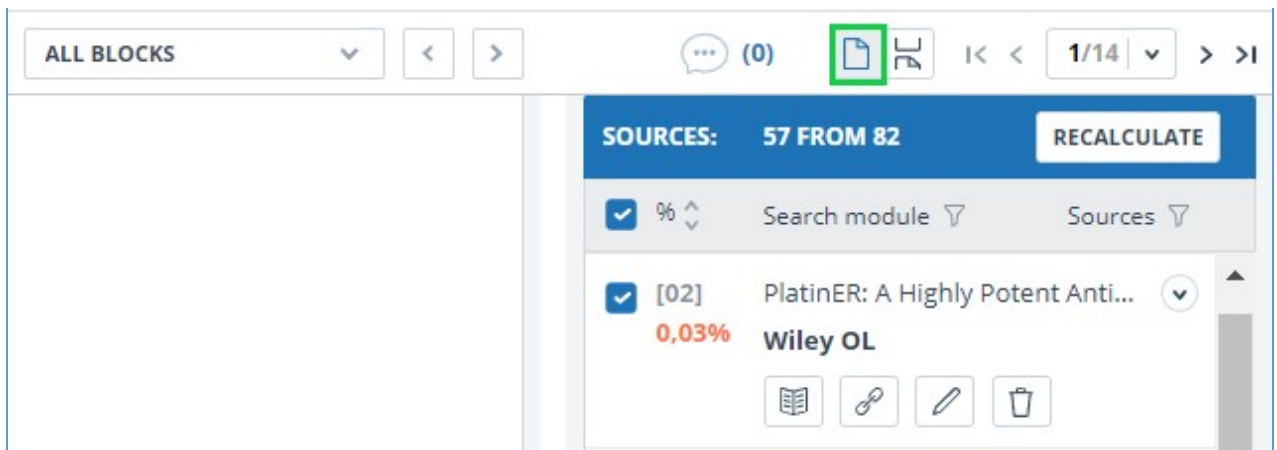 ALL BLOCKS (0) 1/14
SOURCES: 57 FROM 82 RECALCULATE
% Search module Sources
[02] PlatinER: A Highly Potent Anti...
0,03% Wiley OL